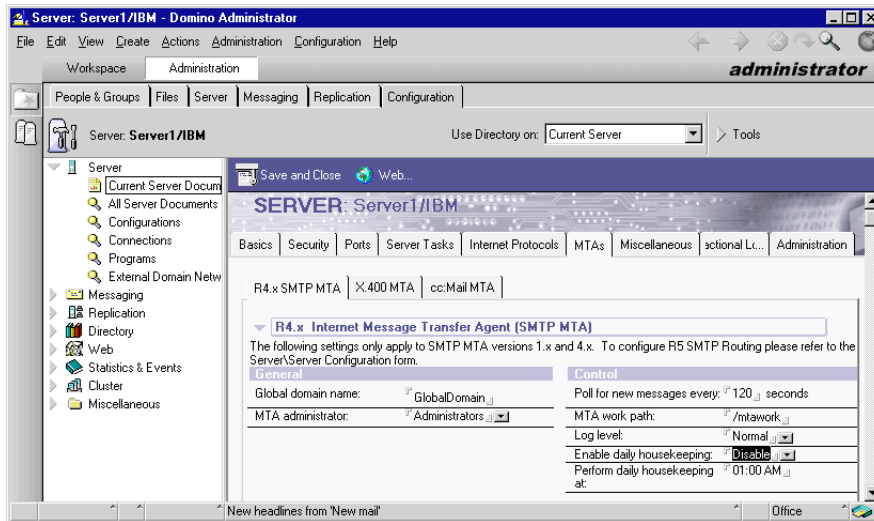 Server: Server1/IBM - Domino Administrator
File Edit View Create Actions Administration Configuration Help
Workspace Administration administrator
People & Groups Files Server Messaging Replication Configuration
Server: Server1/IBM Use Directory on: Current Server Tools
Server
Current Server Docum
All Server Documents
Configurations
Connections
Programs
External Domain Netw
Messaging
Replication
Directory
Web
Statistics & Events
Cluster
Miscellaneous
Save and Close Web...
SERVER: Server1/IBM
Basics Security Ports Server Tasks Internet Protocols MTAs Miscellaneous actional Lo... Administration
R4.x SMTP MTA X.400 MTA cc:Mail MTA
R4.x Internet Message Transfer Agent (SMTP MTA)
The following settings only apply to SMTP MTA versions 1.x and 4.x. To configure R5 SMTP Routing please refer to the
Server\Server Configuration form.
General Control
Global domain name: GlobalDomain Poll for new messages every: 120 seconds
MTA administrator: Administrators MTA work path: /mtawork
Log level: Normal
Enable daily housekeeping: Disable
Perform daily housekeeping 01:00 AM
at:
New headlines from 'New mail' Office